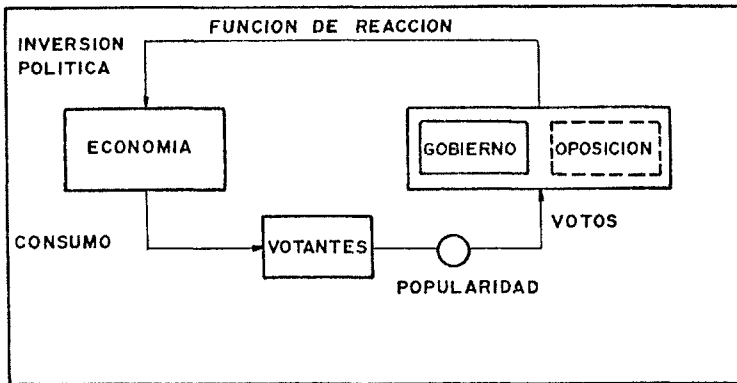 FUNCION DE REACCION
INVERSION
POLITICA
ECONOMIA
GOBIERNO
OPOSICION
CONSUMO
VOTANTES
VOTOS
POPULARIDAD